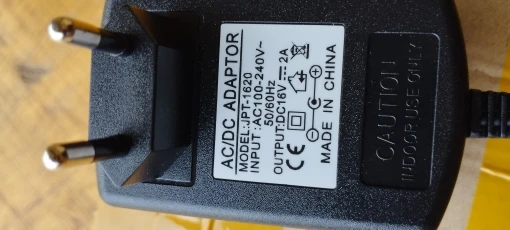 AC/DC ADAPTOR
MODEL:JPT-1620
INPUT:AC100-240V~
50/60Hz
OUTPUT:DC16V⎓2A
CE
MADE IN CHINA
CAUTION
INDOOR USE ONLY